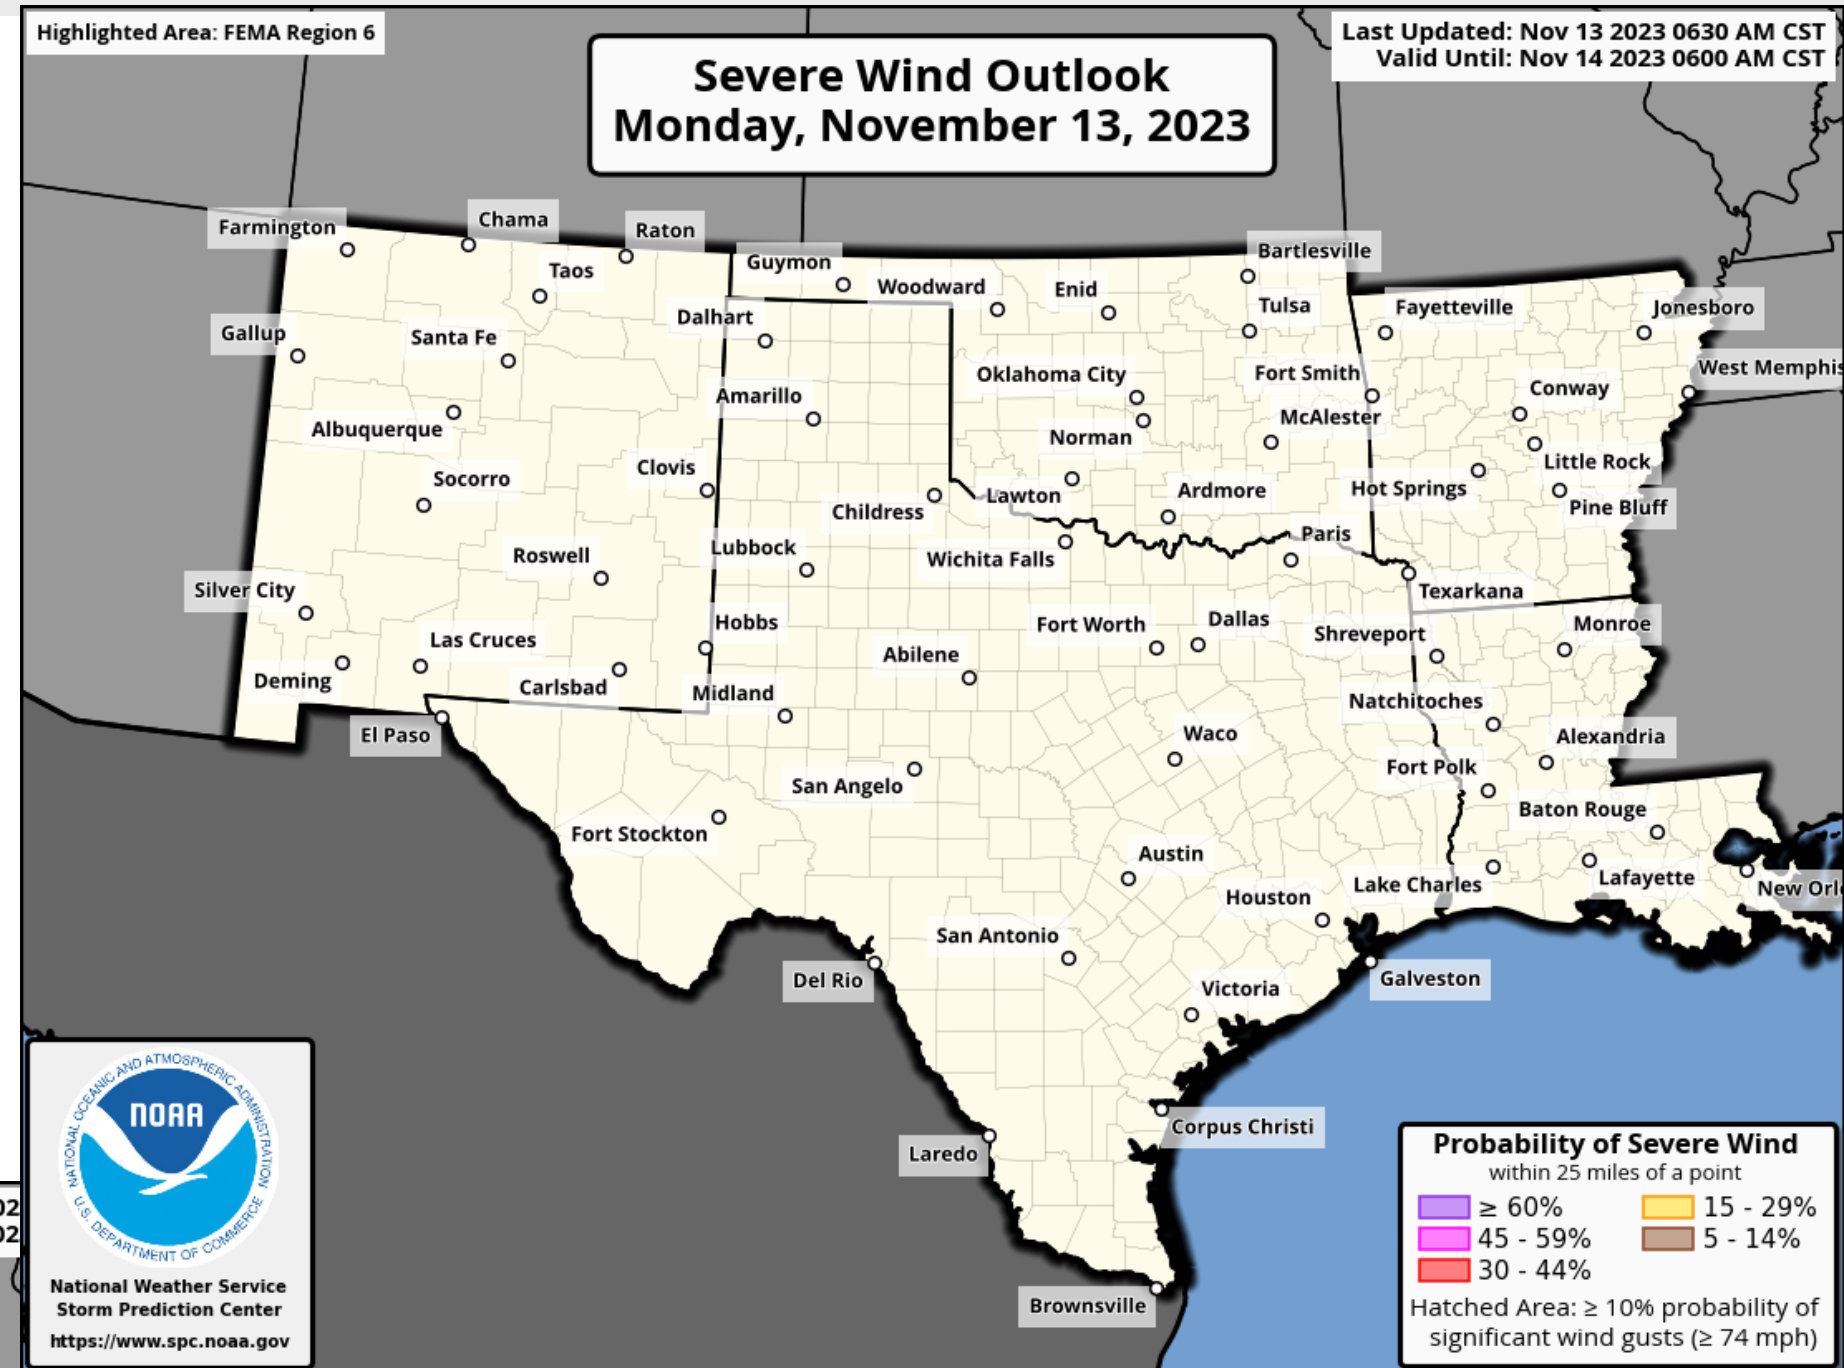 Highlighted Area: FEMA Region 6
Last Updated: Nov 13 2023 0630 AM CST
Valid Until: Nov 14 2023 0600 AM CST
Severe Wind Outlook
Monday, November 13, 2023
Farmington
Chama
Raton
Taos
Guymon
Woodward
Enid
Bartlesville
Tulsa
Fayetteville
Jonesboro
Gallup
Santa Fe
Dalhart
Oklahoma City
Fort Smith
West Memphis
Amarillo
Conway
Albuquerque
Norman
McAlester
Little Rock
Socorro
Clovis
Childress
Lawton
Ardmore
Hot Springs
Pine Bluff
Roswell
Lubbock
Wichita Falls
Paris
Silver City
Texarkana
Las Cruces
Hobbs
Abilene
Fort Worth
Dallas
Shreveport
Monroe
Deming
Carlsbad
Midland
Natchitoches
El Paso
Waco
Alexandria
San Angelo
Fort Polk
Fort Stockton
Baton Rouge
Austin
Houston
Lake Charles
Lafayette
New Orl
San Antonio
Del Rio
Victoria
Galveston
Laredo
Corpus Christi
Brownsville
02
02
NATIONAL OCEANIC AND ATMOSPHERIC ADMINISTRATION
NOAA
U.S. DEPARTMENT OF COMMERCE
National Weather Service
Storm Prediction Center
https://www.spc.noaa.gov
Probability of Severe Wind
within 25 miles of a point
≥ 60%
15 - 29%
45 - 59%
5 - 14%
30 - 44%
Hatched Area: ≥ 10% probability of
significant wind gusts (≥ 74 mph)